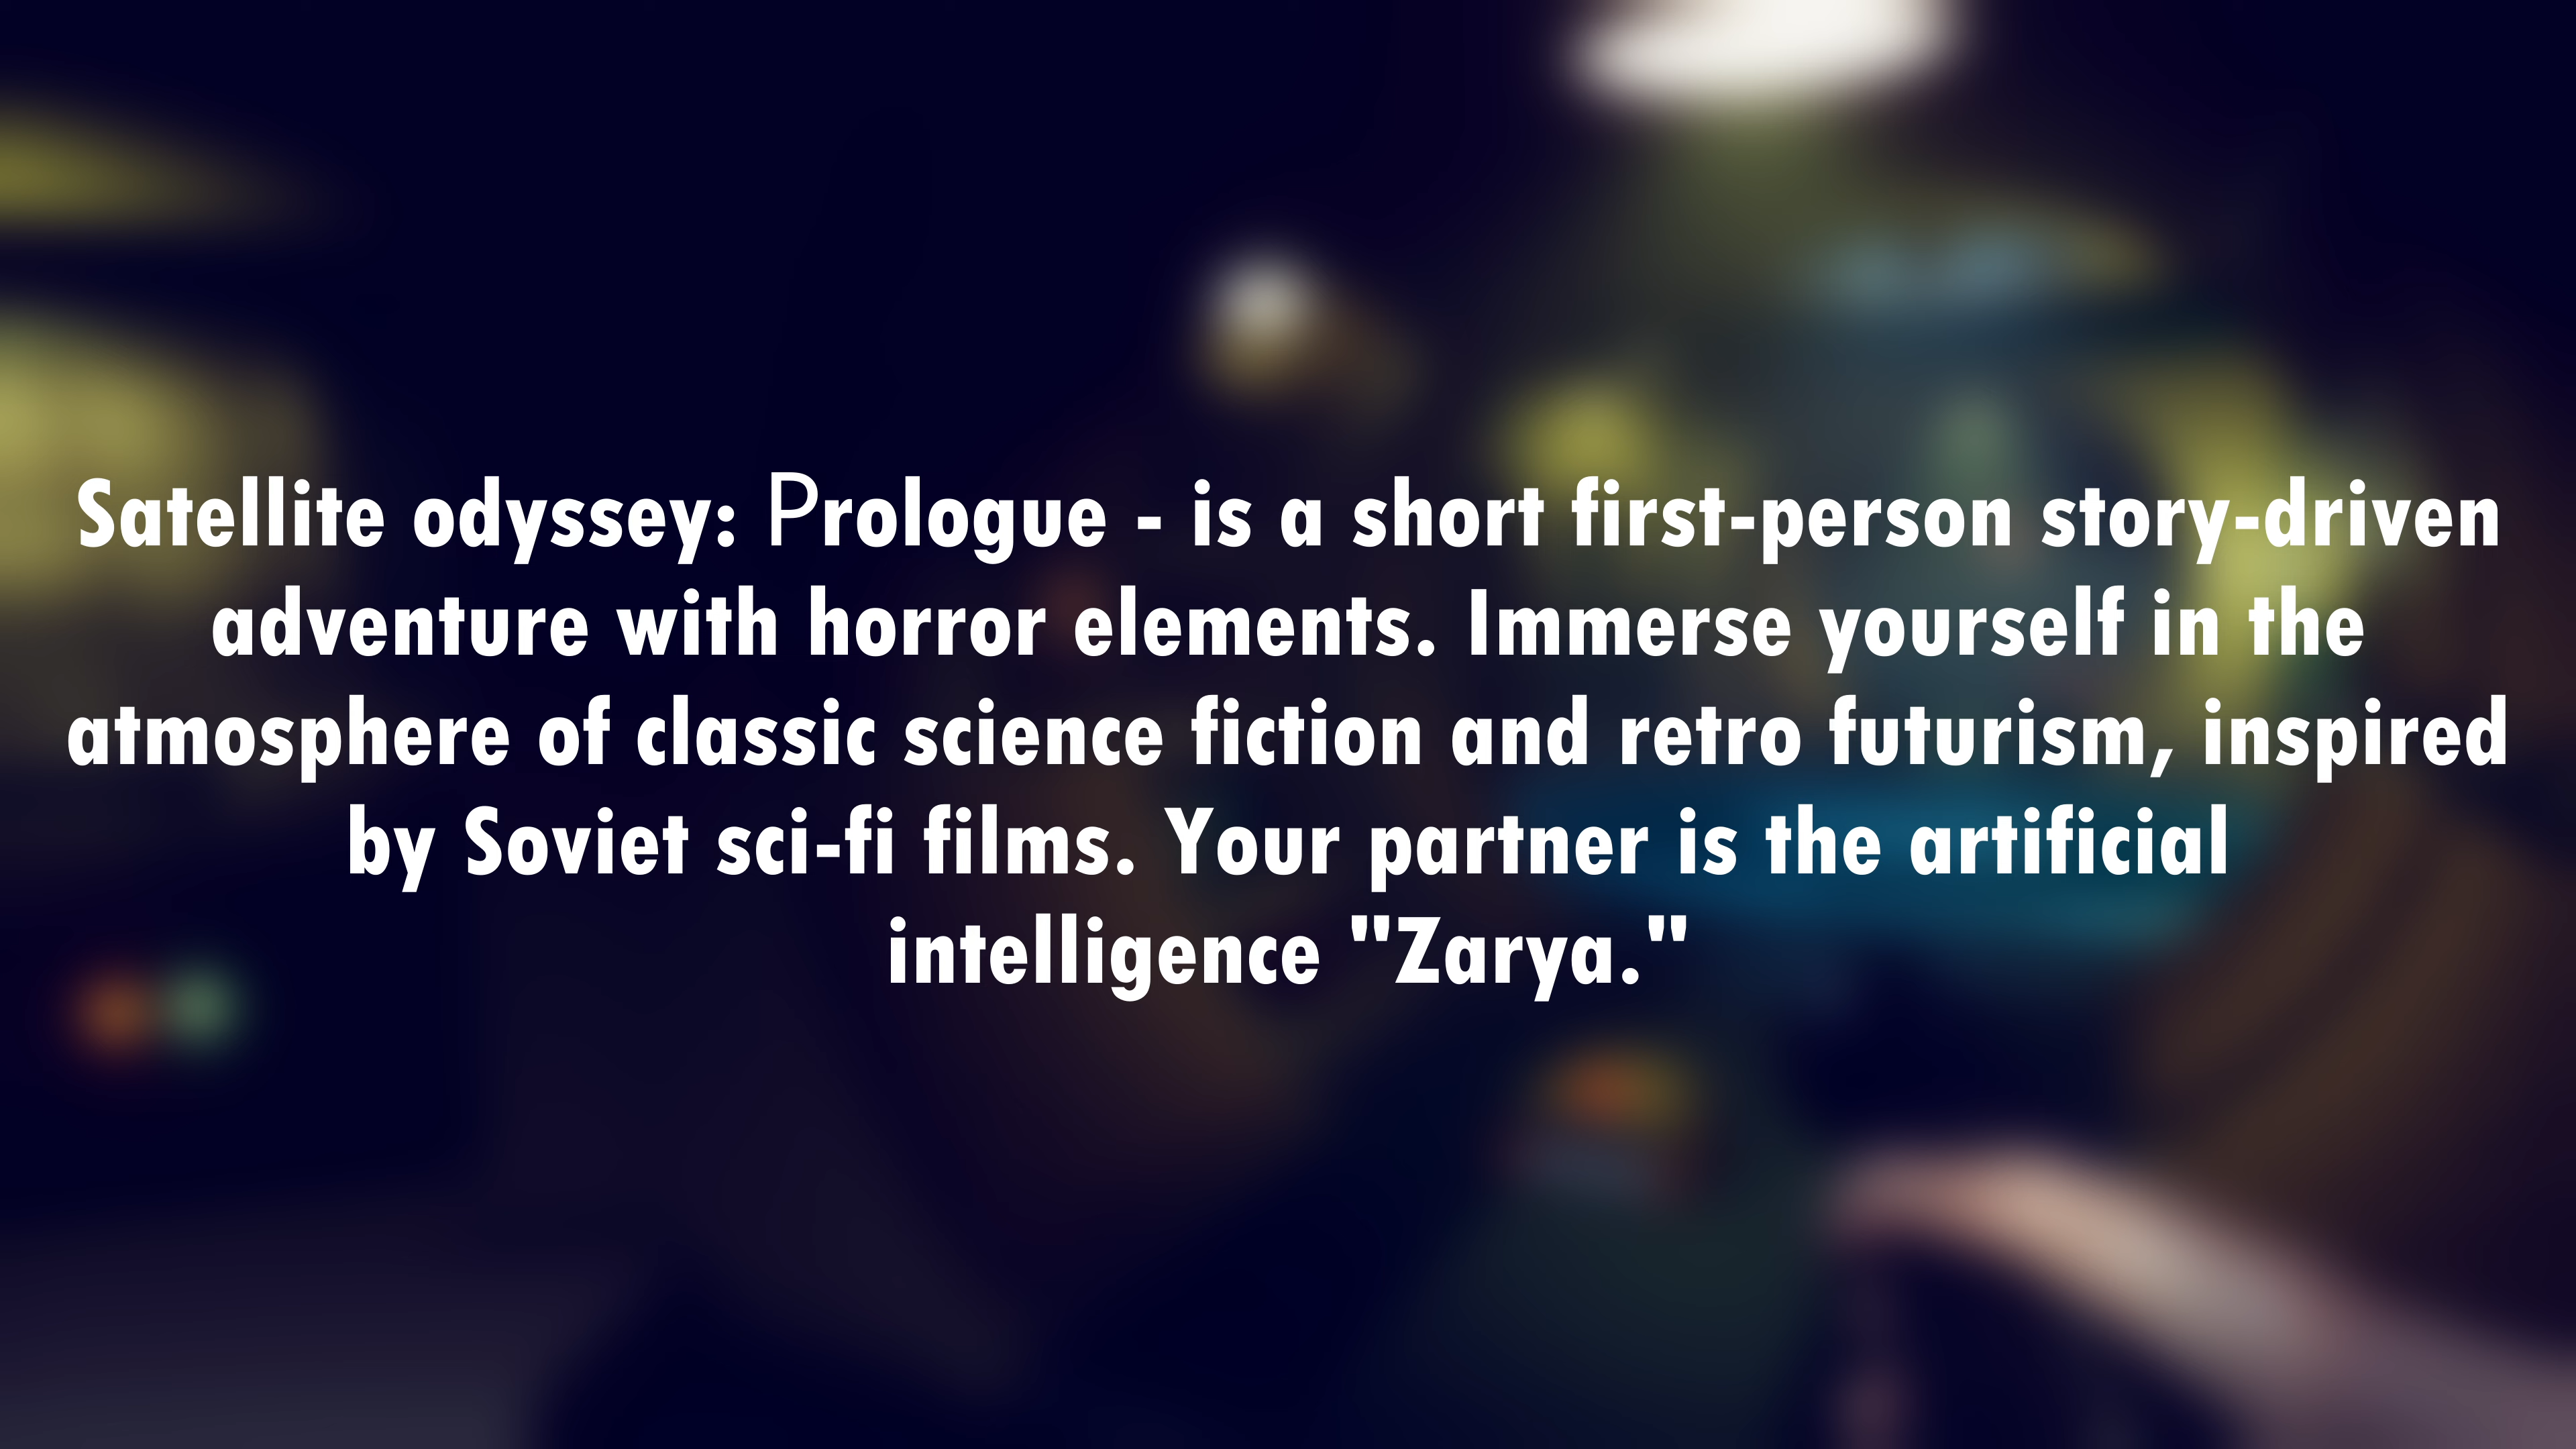 Satellite odyssey: Prologue - is a short first-person story-driven
adventure with horror elements. Immerse yourself in the
atmosphere of classic science fiction and retro futurism, inspired
by Soviet sci-fi films. Your partner is the artificial
intelligence "Zarya."